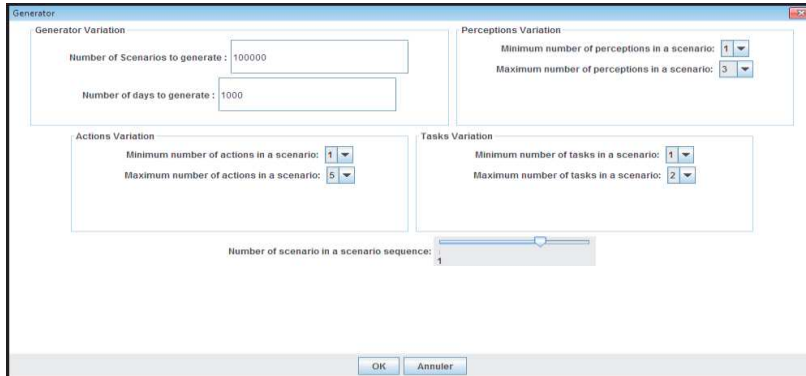 Generator
Generator Variation
Number of Scenarios to generate : 100000
Number of days to generate : 1000
Perceptions Variation
Minimum number of perceptions in a scenario: 1
Maximum number of perceptions in a scenario: 3
Actions Variation
Minimum number of actions in a scenario: 1
Maximum number of actions in a scenario: 5
Tasks Variation
Minimum number of tasks in a scenario: 1
Maximum number of tasks in a scenario: 2
Number of scenario in a scenario sequence:
1
OK
Annuler